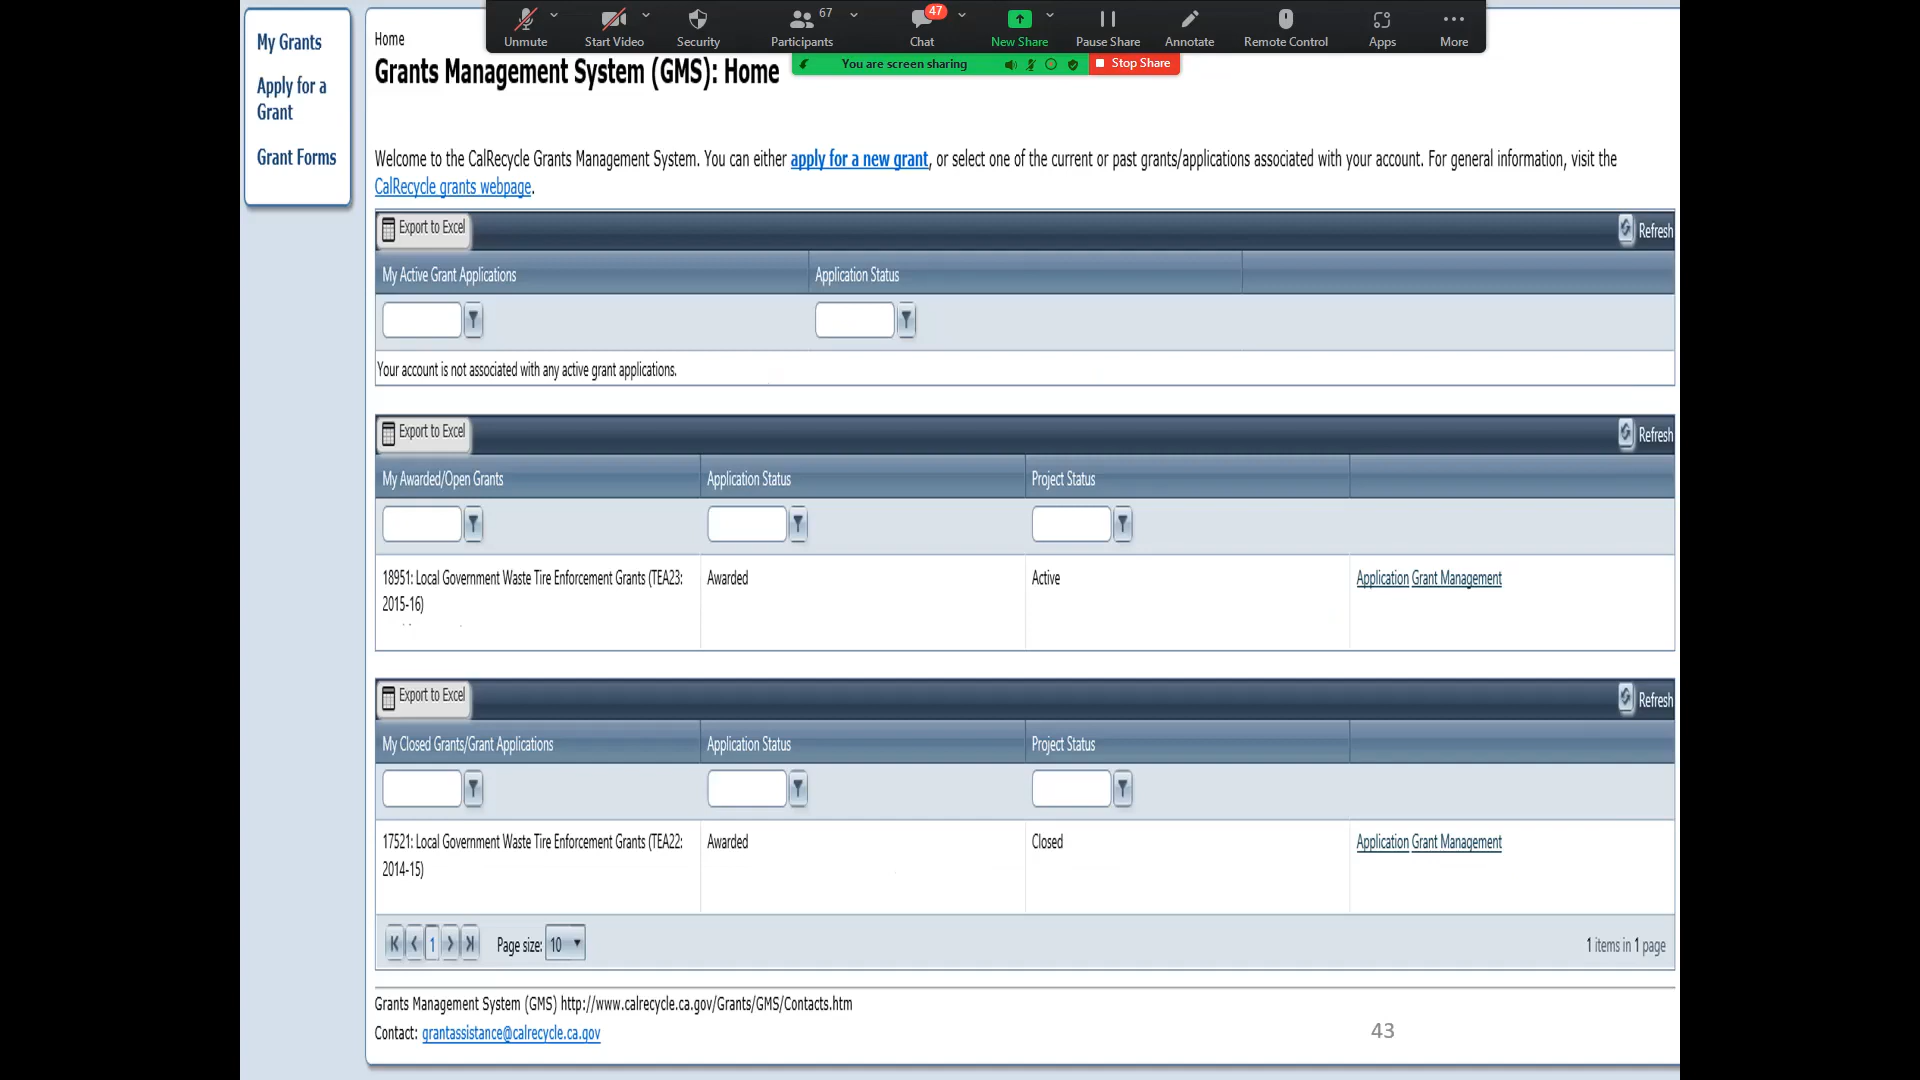 67
47
Unmute Start Video Security Participants Chat New Share Pause Share Annotate Remote Control Apps More
You are screen sharing Stop Share
My Grants
Apply for a
Grant
Grant Forms
Home
Grants Management System (GMS): Home
Welcome to the CalRecycle Grants Management System. You can either apply for a new grant, or select one of the current or past grants/applications associated with your account. For general information, visit the
CalRecycle grants webpage.
Export to Excel Refresh
My Active Grant Applications Application Status
Your account is not associated with any active grant applications.
Export to Excel Refresh
My Awarded/Open Grants Application Status Project Status
18951: Local Government Waste Tire Enforcement Grants (TEA23: Awarded Active Application Grant Management
2015-16)
Export to Excel Refresh
My Closed Grants/Grant Applications Application Status Project Status
17521: Local Government Waste Tire Enforcement Grants (TEA22: Awarded Closed Application Grant Management
2014-15)
1 Page size: 10 1 items in 1 page
Grants Management System (GMS) http://www.calrecycle.ca.gov/Grants/GMS/Contacts.htm
Contact: grantassistance@calrecycle.ca.gov
43